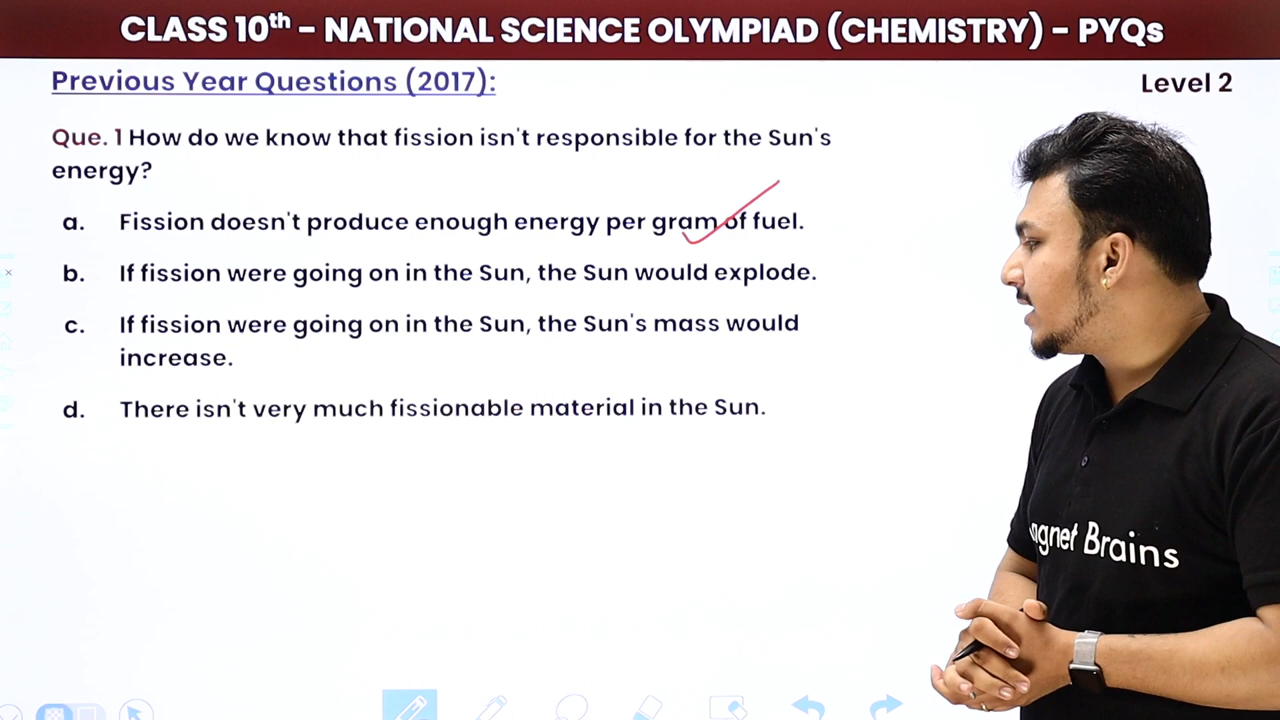 CLASS 10th – NATIONAL SCIENCE OLYMPIAD (CHEMISTRY) – PYQs
Previous Year Questions (2017):
Level 2
Que. 1 How do we know that fission isn't responsible for the Sun's
energy?
a. Fission doesn't produce enough energy per gram of fuel.
b. If fission were going on in the Sun, the Sun would explode.
c. If fission were going on in the Sun, the Sun's mass would
increase.
d. There isn't very much fissionable material in the Sun.
agnet Brains